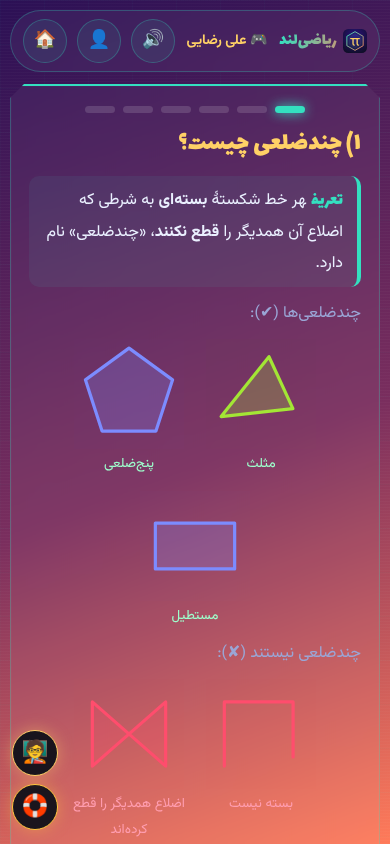 ریاضی‌لند
🎮 علی رضایی
۱) چندضلعی چیست؟
تعریف هر خط شکستهٔ بسته‌ای به شرطی که
اضلاع آن همدیگر را قطع نکنند، «چندضلعی» نام
دارد.
چندضلعی‌ها (✔):
مثلث
پنج‌ضلعی
مستطیل
چندضلعی نیستند (✘):
بسته نیست
اضلاع همدیگر را قطع
کرده‌اند